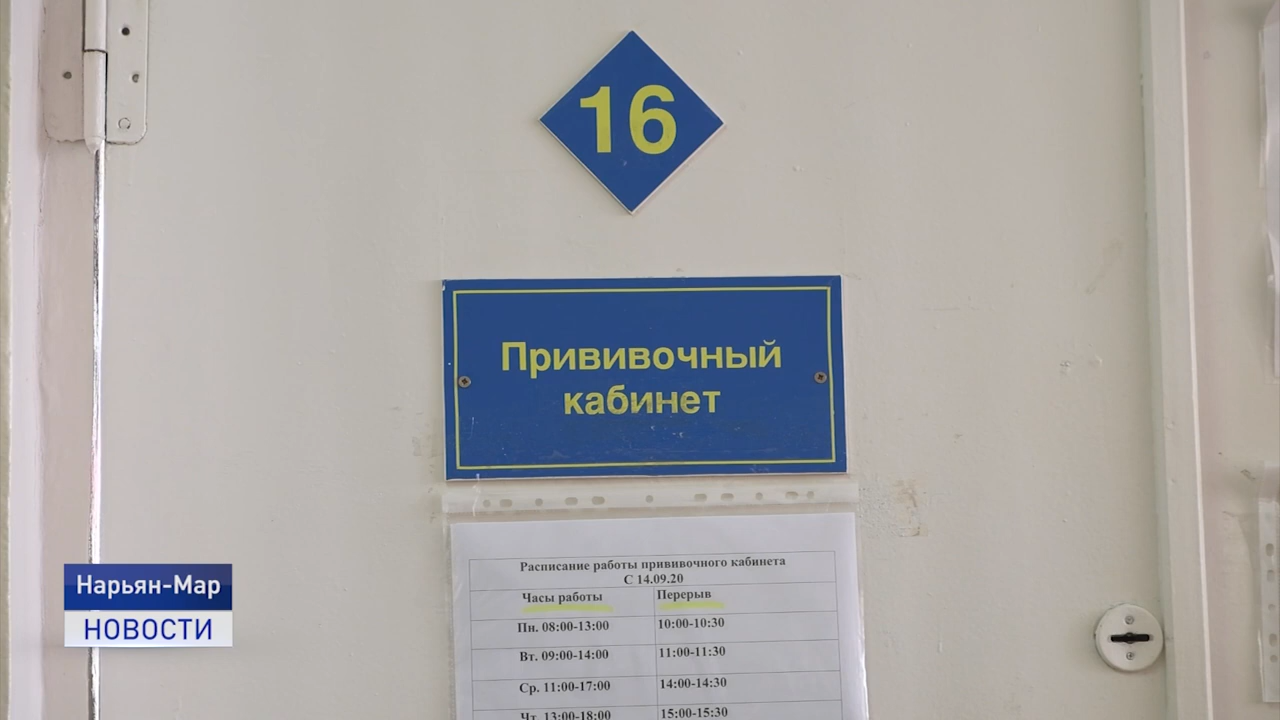 16
Прививочный
кабинет
Расписание работы прививочного кабинета
С 14.09.20
Часы работы Перерыв
Пн. 08:00-13:00 10:00-10:30
Вт. 09:00-14:00 11:00-11:30
Ср. 11:00-17:00 14:00-14:30
Чт. 13:00-18:00 15:00-15:30
Нарьян-Мар
НОВОСТИ